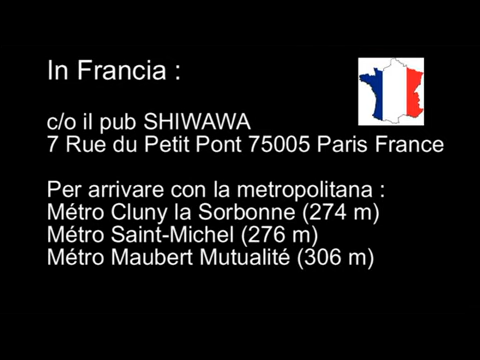 In Francia :
c/o il pub SHIWAWA
7 Rue du Petit Pont 75005 Paris France
Per arrivare con la metropolitana :
Métro Cluny la Sorbonne (274 m)
Métro Saint-Michel (276 m)
Métro Maubert Mutualité (306 m)